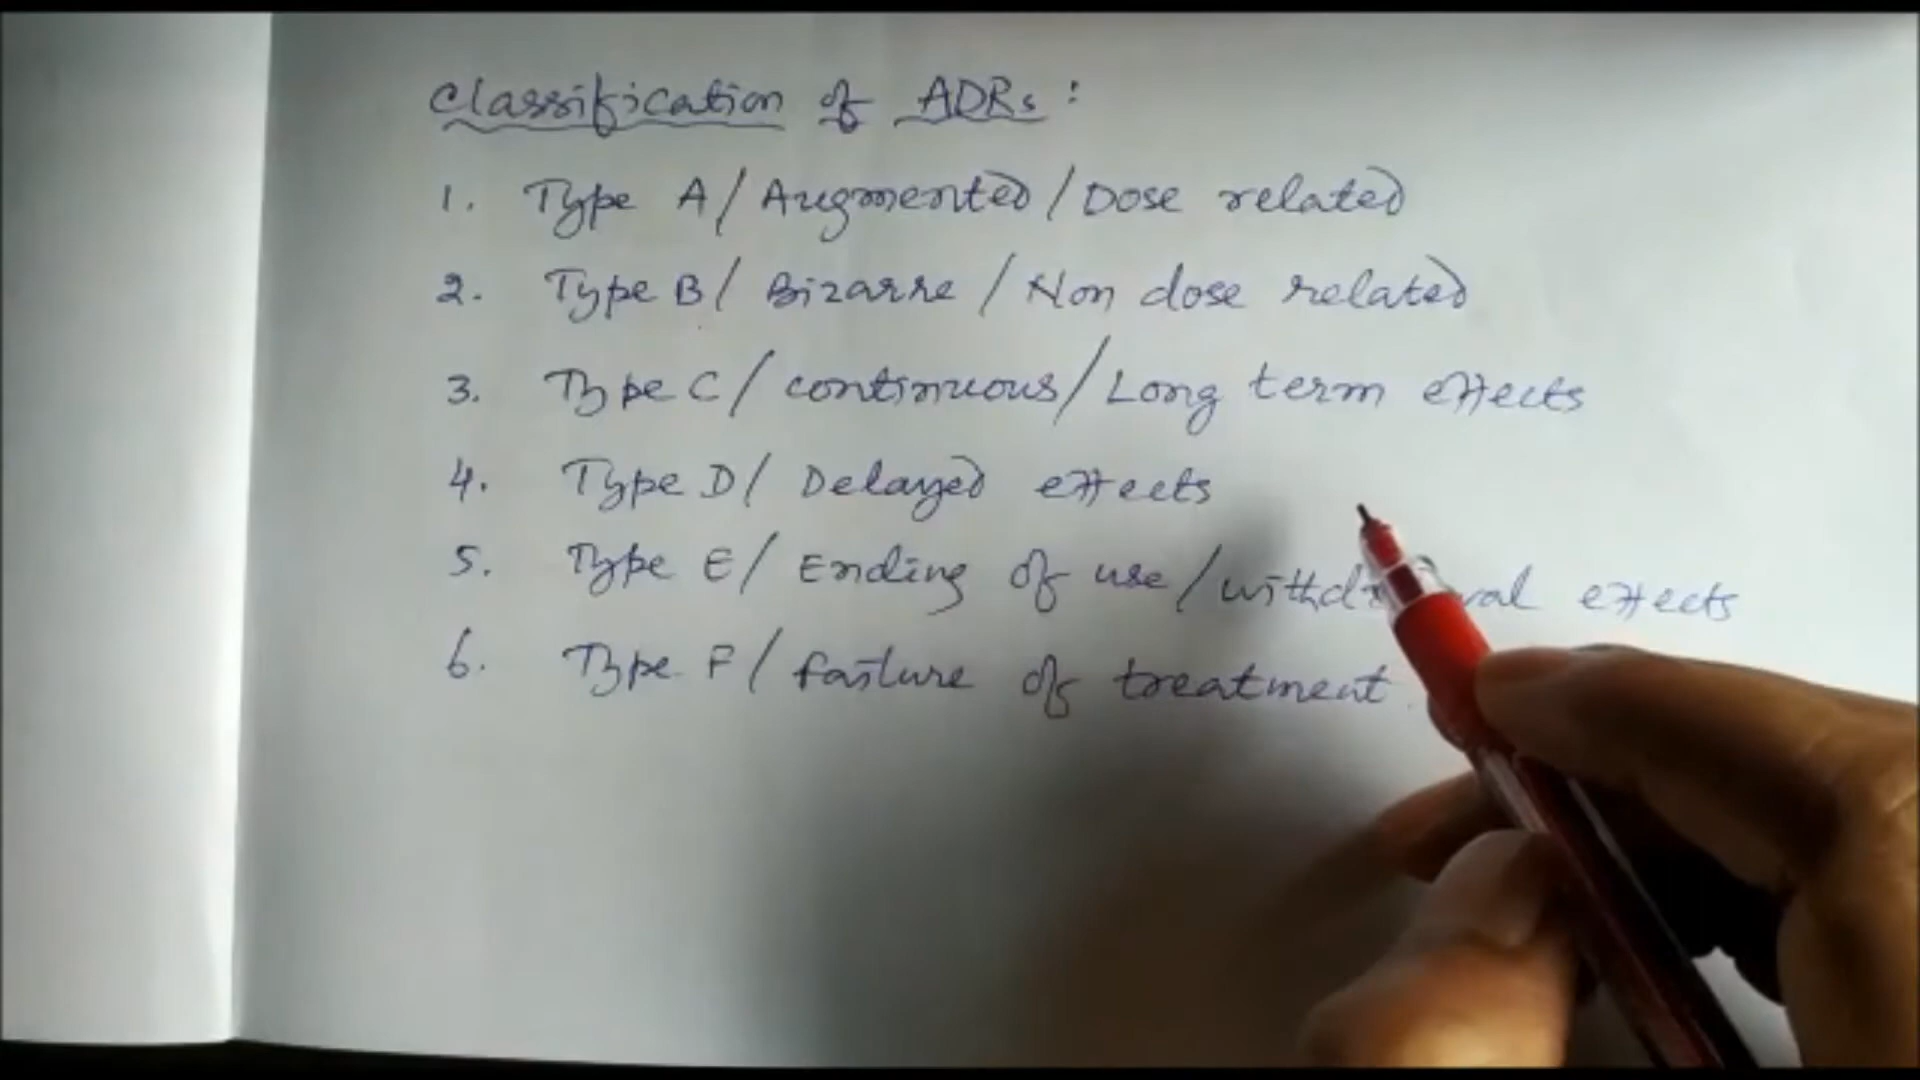 Classification of ADRs :
1. Type A / Augmented / Dose related
2. Type B / Bizarre / Non dose related
3. Type C / continuous / Long term effects
4. Type D / Delayed effects
5. Type E / Ending of use / withdrawal effects
6. Type F / failure of treatment